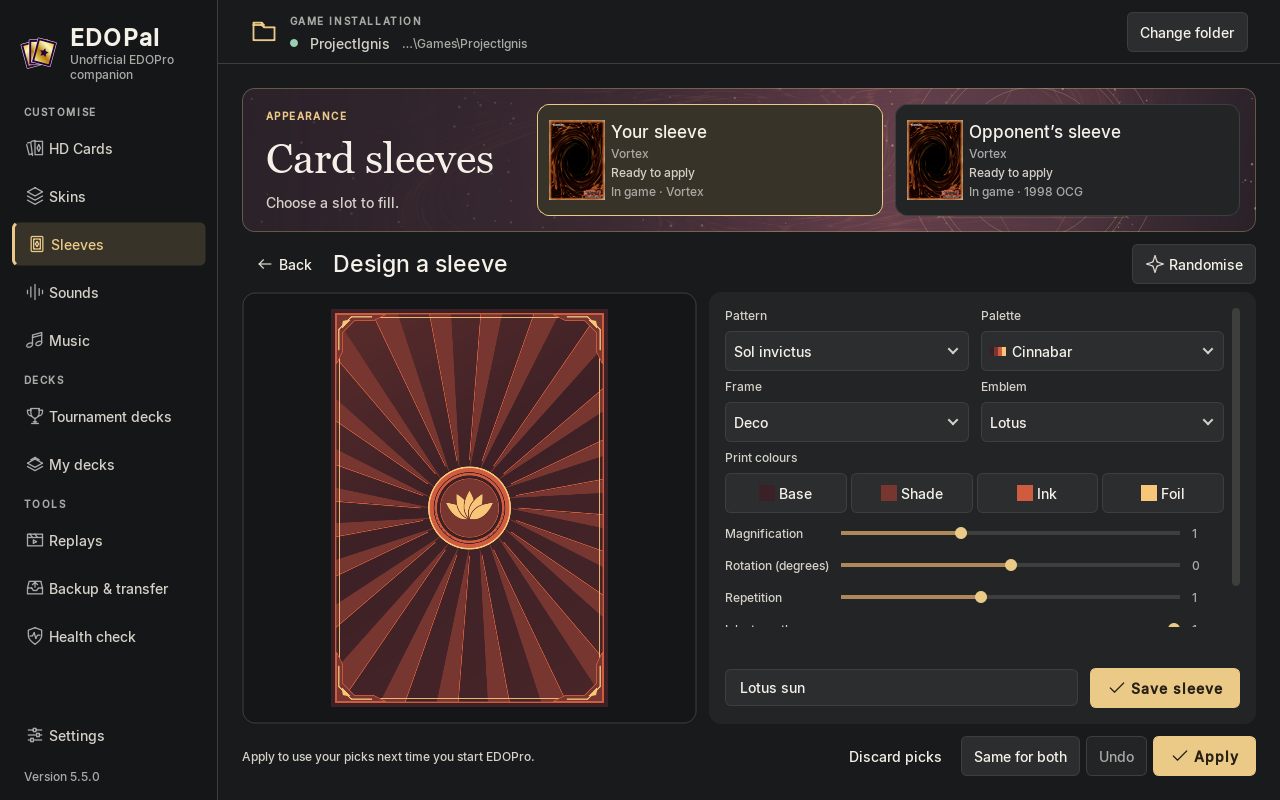 EDOPal
Unofficial EDOPro
companion
CUSTOMISE
HD Cards
Skins
Sleeves
Sounds
Music
DECKS
Tournament decks
My decks
TOOLS
Replays
Backup & transfer
Health check
Settings
Version 5.5.0
GAME INSTALLATION
ProjectIgnis ...\Games\ProjectIgnis
Change folder
APPEARANCE
Card sleeves
Choose a slot to fill.
Your sleeve
Vortex
Ready to apply
In game · Vortex
Opponent’s sleeve
Vortex
Ready to apply
In game · 1998 OCG
Back
Design a sleeve
Randomise
Pattern
Palette
Sol invictus
Cinnabar
Frame
Emblem
Deco
Lotus
Print colours
Base
Shade
Ink
Foil
Magnification 1
Rotation (degrees) 0
Repetition 1
Lotus sun
Save sleeve
Apply to use your picks next time you start EDOPro.
Discard picks
Same for both
Undo
Apply